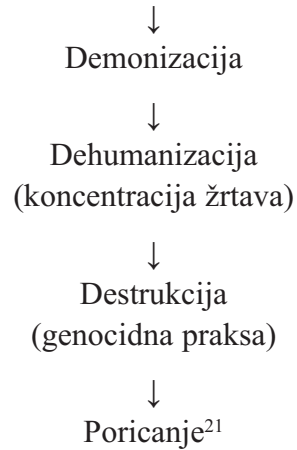 ↓
Demonizacija
↓
Dehumanizacija
(koncentracija žrtava)
↓
Destrukcija
(genocidna praksa)
↓
Poricanje²¹